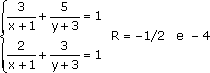 3/(x + 1) + 5/(y + 3) = 1
R = −1/2 e − 4
2/(x + 1) + 3/(y + 3) = 1